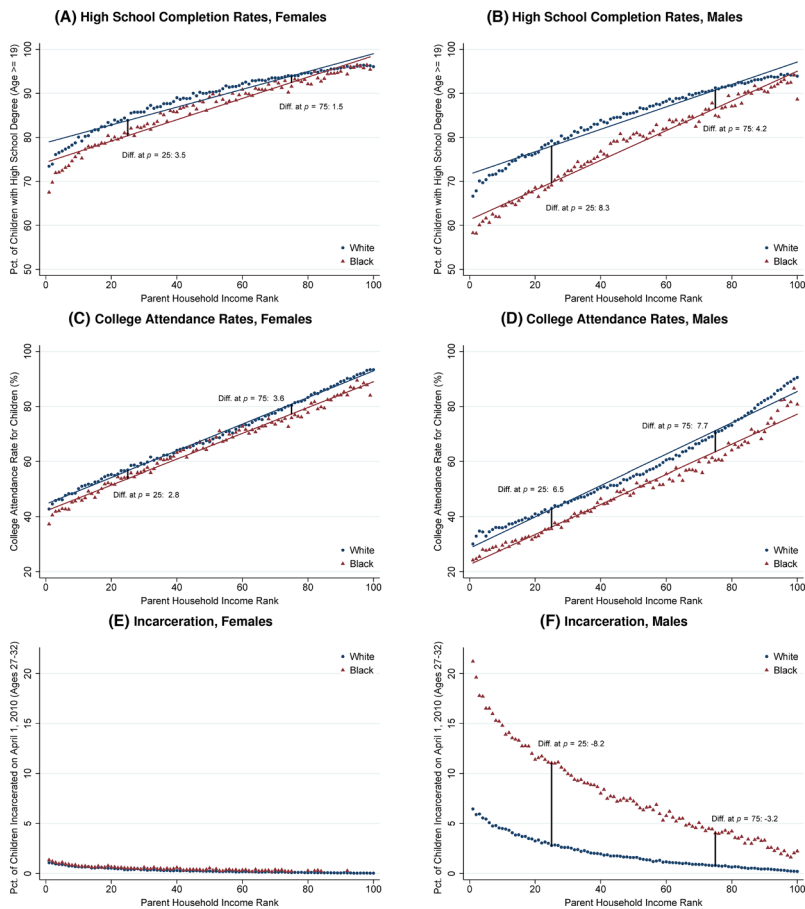 (A) High School Completion Rates, Females
Pct. of Children with High School Degree (Age >= 19)
100
90
80
70
60
50
Diff. at p = 75: 1.5
Diff. at p = 25: 3.5
White
Black
0 20 40 60 80 100
Parent Household Income Rank
(B) High School Completion Rates, Males
Pct. of Children with High School Degree (Age >= 19)
100
90
80
70
60
50
Diff. at p = 75: 4.2
Diff. at p = 25: 8.3
White
Black
0 20 40 60 80 100
Parent Household Income Rank
(C) College Attendance Rates, Females
College Attendance Rate for Children (%)
100
80
60
40
20
Diff. at p = 75: 3.6
Diff. at p = 25: 2.8
White
Black
0 20 40 60 80 100
Parent Household Income Rank
(D) College Attendance Rates, Males
College Attendance Rate for Children (%)
100
80
60
40
20
Diff. at p = 75: 7.7
Diff. at p = 25: 6.5
White
Black
0 20 40 60 80 100
Parent Household Income Rank
(E) Incarceration, Females
Pct. of Children Incarcerated on April 1, 2010 (Ages 27-32)
White
Black
20
15
10
5
0
0 20 40 60 80 100
Parent Household Income Rank
(F) Incarceration, Males
Pct. of Children Incarcerated on April 1, 2010 (Ages 27-32)
White
Black
20
15
10
5
0
Diff. at p = 25: -8.2
Diff. at p = 75: -3.2
0 20 40 60 80 100
Parent Household Income Rank